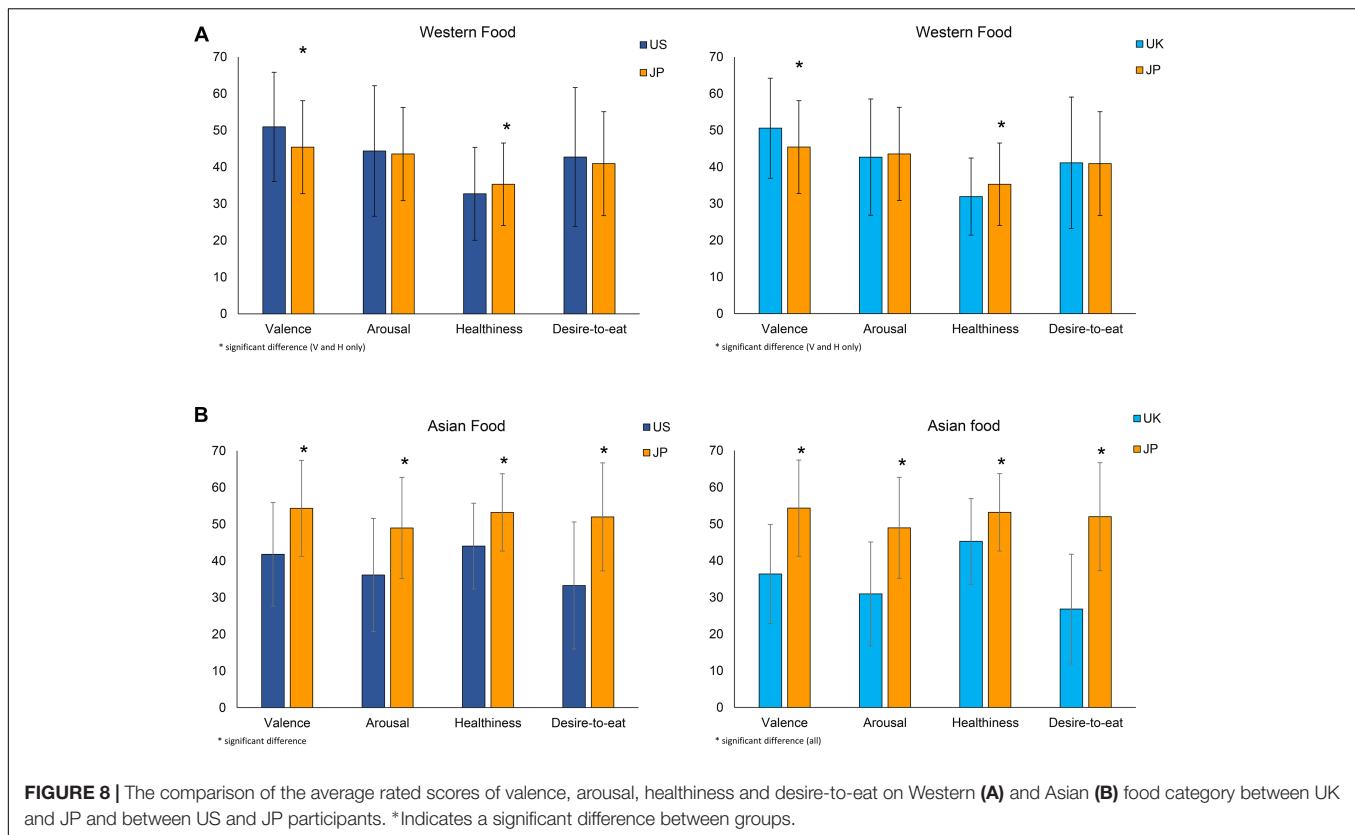 A
Western Food
US
JP
*
*
70
60
50
40
30
20
10
0
Valence Arousal Healthiness Desire-to-eat
* significant difference (V and H only)
Western Food
UK
JP
*
*
70
60
50
40
30
20
10
0
Valence Arousal Healthiness Desire-to-eat
* significant difference (V and H only)
B
Asian Food
US
JP
* * * *
70
60
50
40
30
20
10
0
Valence Arousal Healthiness Desire-to-eat
* significant difference
Asian food
UK
JP
* * * *
70
60
50
40
30
20
10
0
Valence Arousal Healthiness Desire-to-eat
* significant difference (all)
FIGURE 8 | The comparison of the average rated scores of valence, arousal, healthiness and desire-to-eat on Western (A) and Asian (B) food category between UK
and JP and between US and JP participants. *Indicates a significant difference between groups.